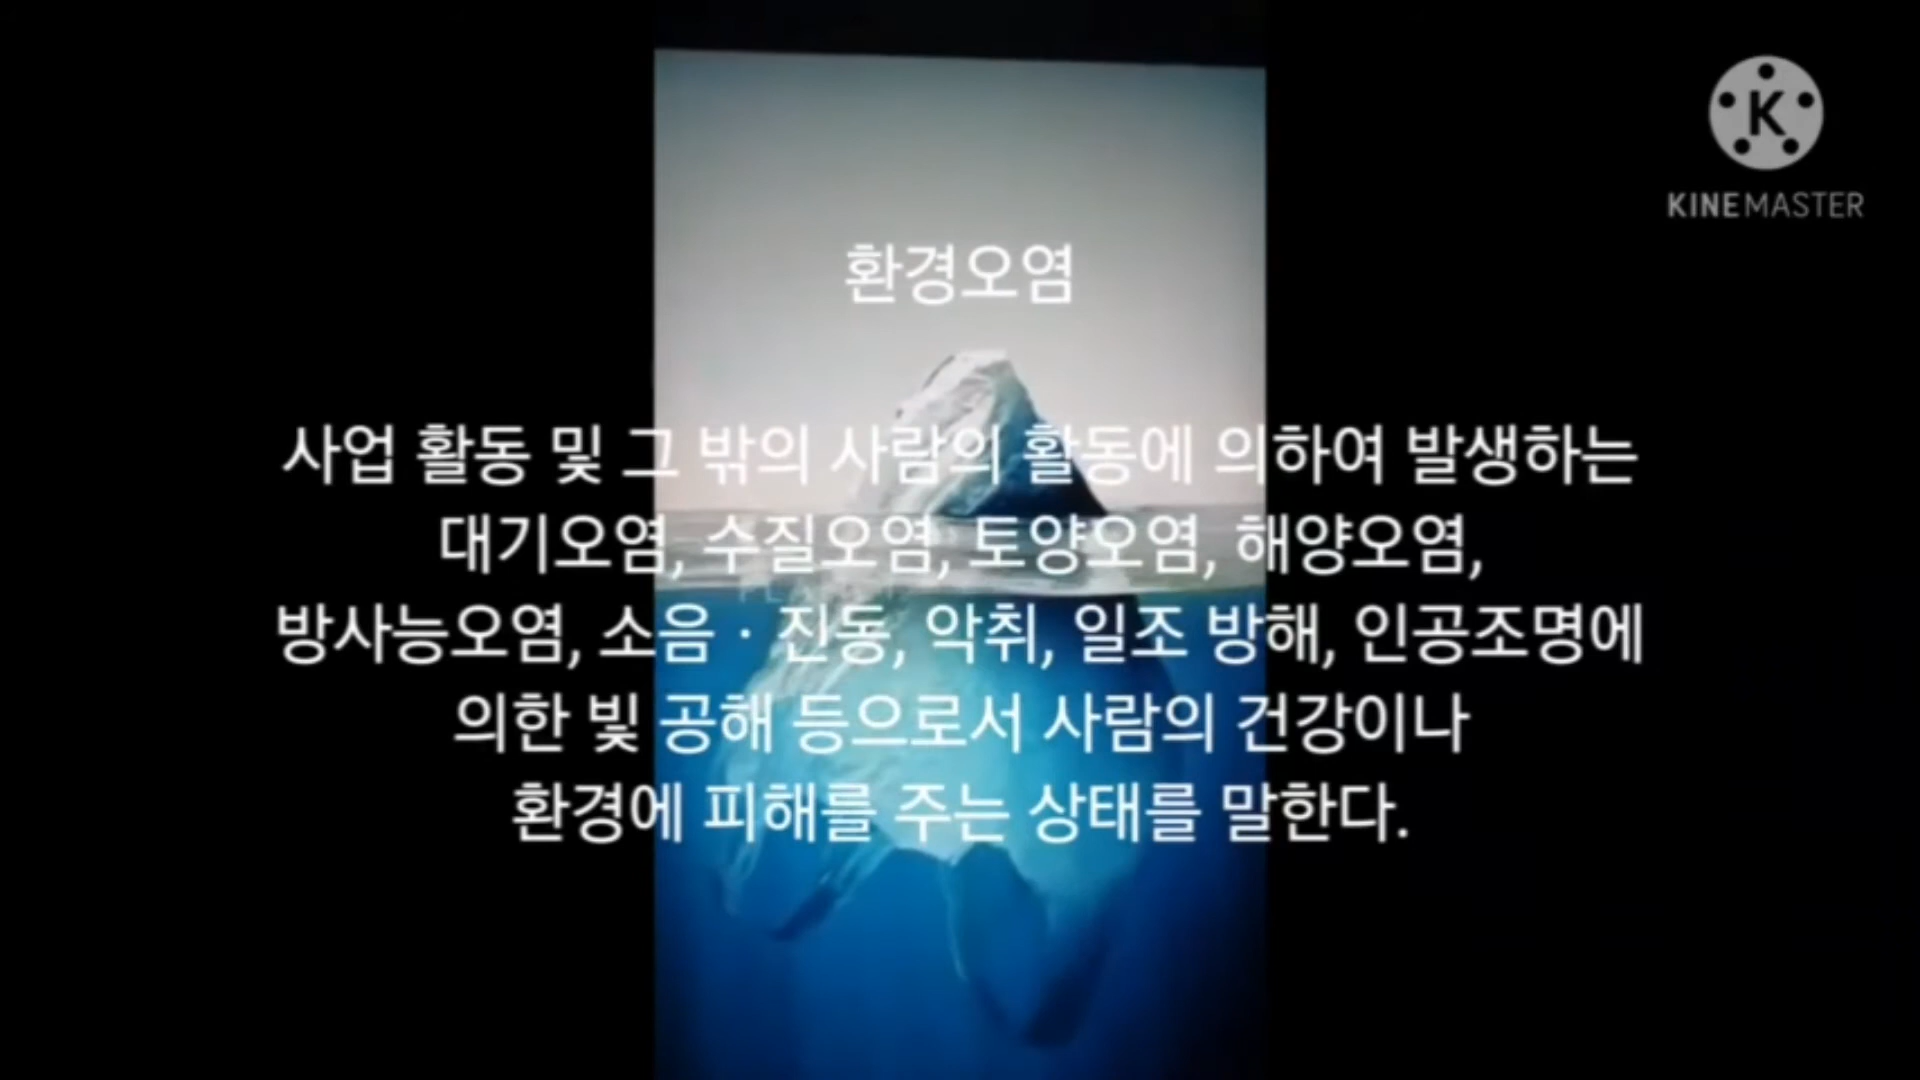 K
KINEMASTER
환경오염
사업 활동 및 그 밖의 사람의 활동에 의하여 발생하는
대기오염, 수질오염, 토양오염, 해양오염,
방사능오염, 소음 · 진동, 악취, 일조 방해, 인공조명에
의한 빛 공해 등으로서 사람의 건강이나
환경에 피해를 주는 상태를 말한다.